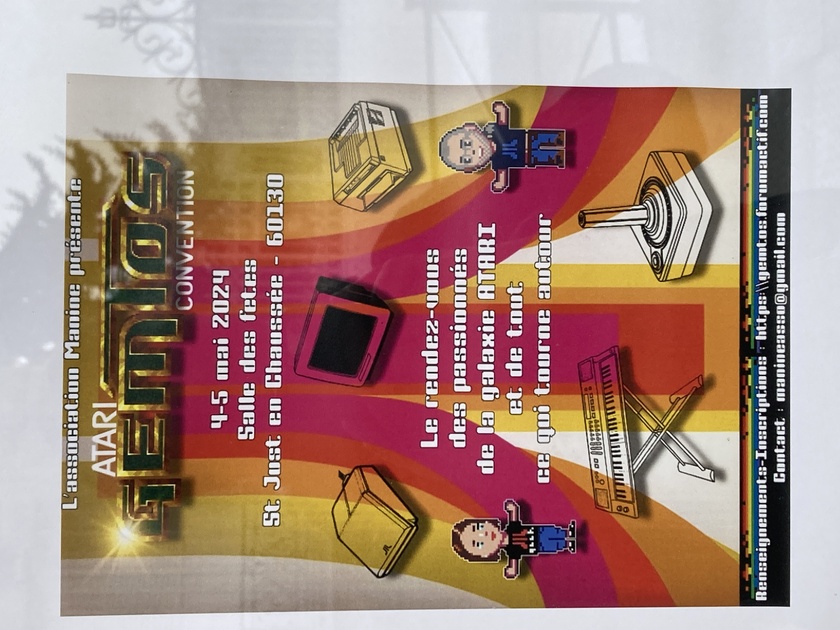 L'association Manine présente
ATARI
GEMTOS
CONVENTION
4-5 mai 2024
Salle des fetes
St Just en Chaussée - 60130
Le rendez-vous
des passionnés
de la galaxie ATARI
et de tout
ce qui tourne autour
Renseignements-Inscriptions : https:\\gemtos.forumactif.com
Contact : manineasso@gmail.com